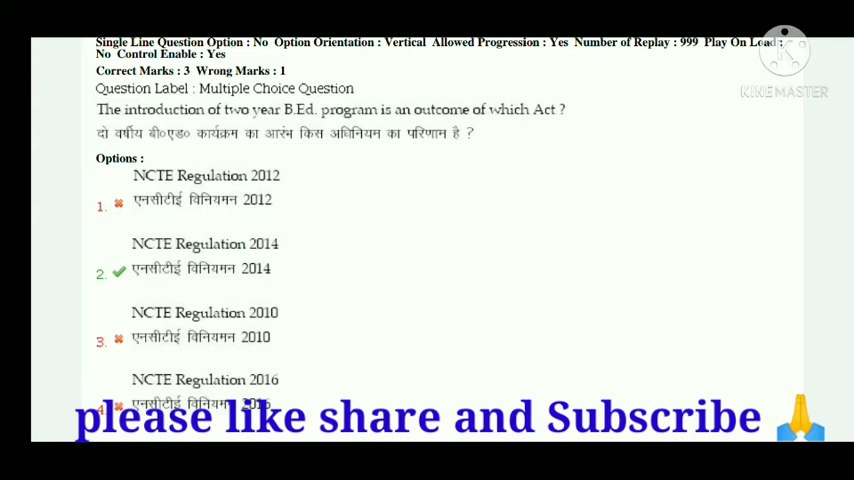 Single Line Question Option : No Option Orientation : Vertical Allowed Progression : Yes Number of Replay : 999 Play On Load :
No Control Enable : Yes
Correct Marks : 3 Wrong Marks : 1
Question Label : Multiple Choice Question
The introduction of two year B.Ed. program is an outcome of which Act ?
दो वर्षीय बी०एड० कार्यक्रम का आरंभ किस अधिनियम का परिणाम है ?
Options :
NCTE Regulation 2012
1. एनसीटीई विनियमन 2012
NCTE Regulation 2014
2. एनसीटीई विनियमन 2014
NCTE Regulation 2010
3. एनसीटीई विनियमन 2010
NCTE Regulation 2016
4. एनसीटीई विनियमन 2016
please like share and Subscribe 🙏
K
KINEMASTER